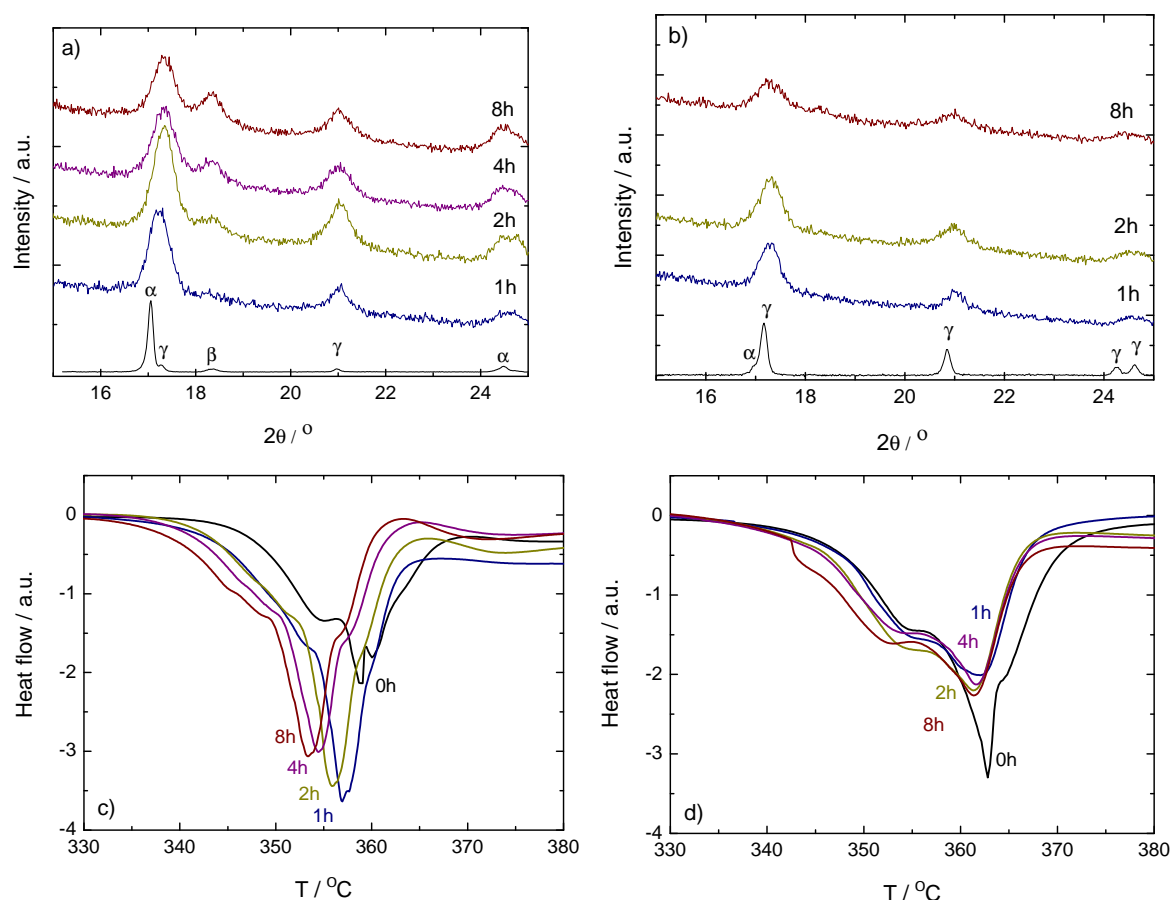 a)
Intensity / a.u.
8h
4h
2h
1h
α
γ
β
γ
α
16 18 20 22 24
2θ / o
b)
Intensity / a.u.
8h
2h
1h
α
γ
γ
γ
γ
16 18 20 22 24
2θ / o
0
-1
-2
-3
-4
Heat flow / a.u.
0h
8h
4h
2h
1h
c)
330 340 350 360 370 380
T / oC
0
-1
-2
-3
-4
Heat flow / a.u.
1h
4h
2h
8h
0h
d)
330 340 350 360 370 380
T / oC